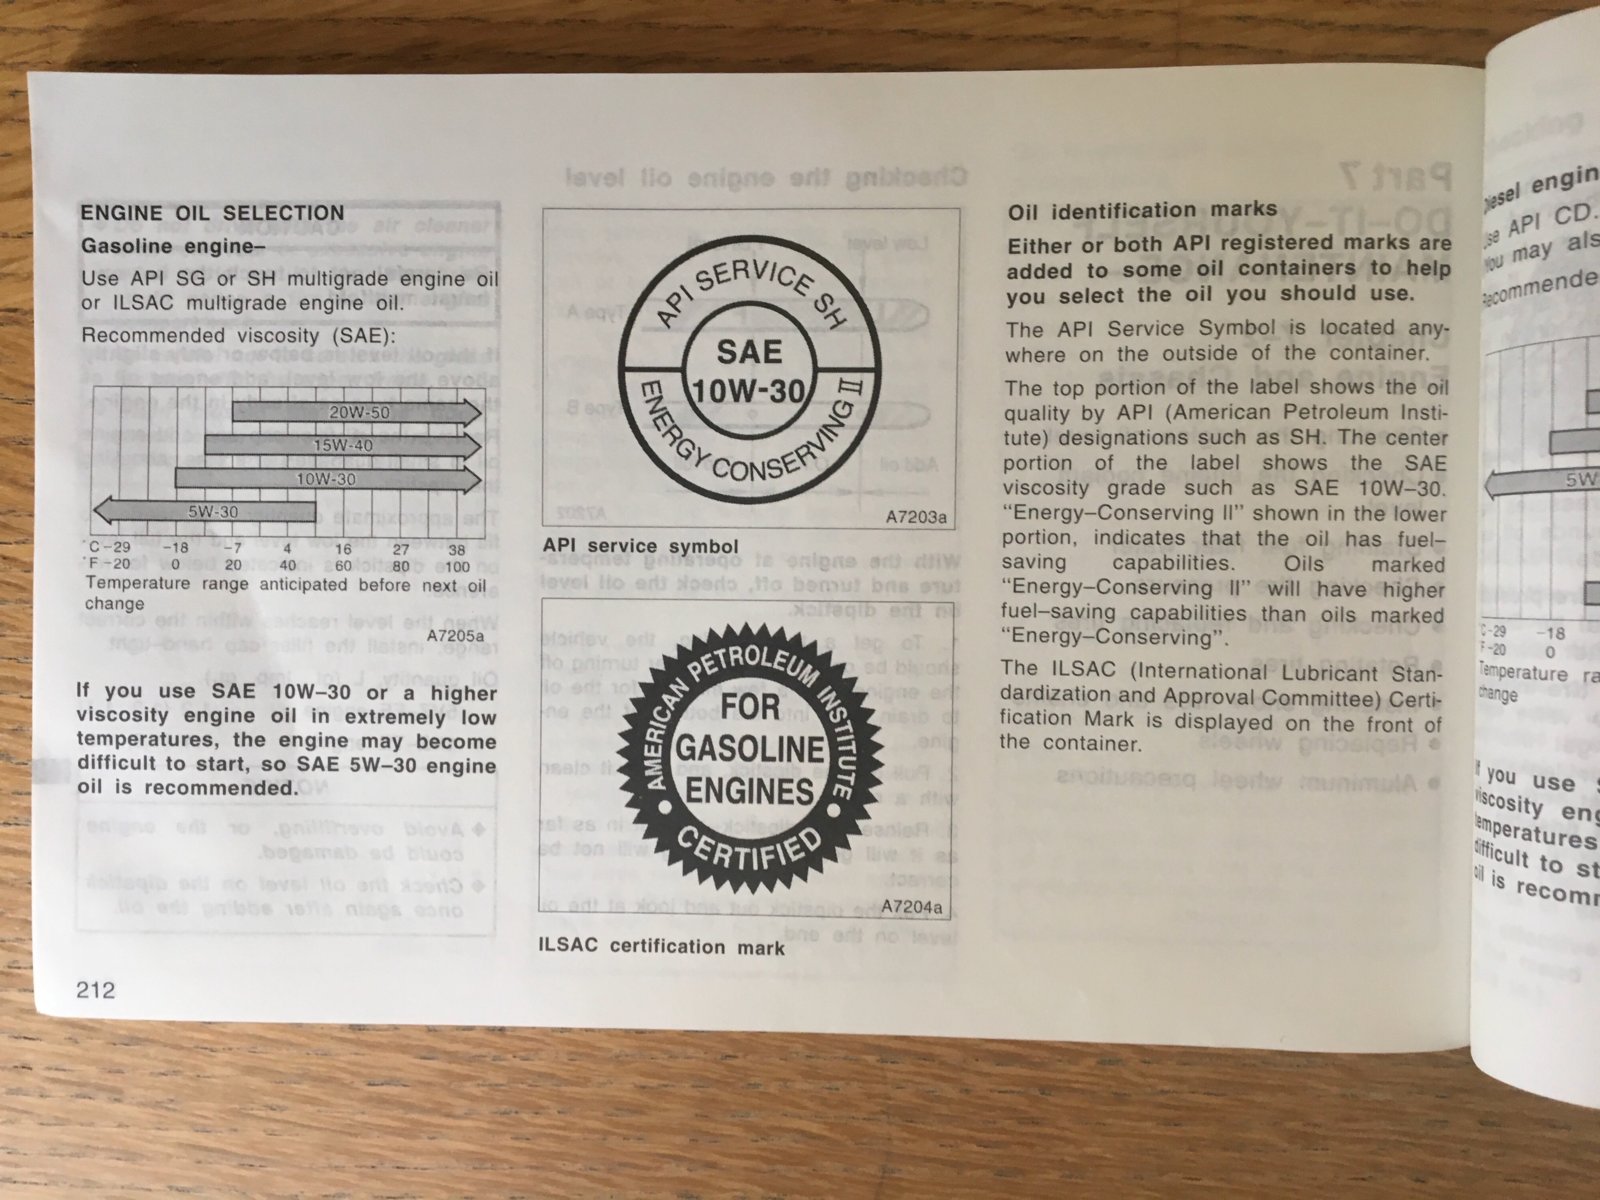 ENGINE OIL SELECTION
Gasoline engine–
Use API SG or SH multigrade engine oil
or ILSAC multigrade engine oil.
Recommended viscosity (SAE):
20W-50
15W-40
10W-30
5W-30
°C -29 -18 -7 4 16 27 38
°F -20 0 20 40 60 80 100
Temperature range anticipated before next oil
change
A7205a
If you use SAE 10W–30 or a higher
viscosity engine oil in extremely low
temperatures, the engine may become
difficult to start, so SAE 5W–30 engine
oil is recommended.
212
API SERVICE SH
SAE
10W-30
ENERGY CONSERVING II
A7203a
API service symbol
AMERICAN PETROLEUM INSTITUTE
FOR
GASOLINE
ENGINES
CERTIFIED
A7204a
ILSAC certification mark
Oil identification marks
Either or both API registered marks are
added to some oil containers to help
you select the oil you should use.
The API Service Symbol is located any-
where on the outside of the container.
The top portion of the label shows the oil
quality by API (American Petroleum Insti-
tute) designations such as SH. The center
portion of the label shows the SAE
viscosity grade such as SAE 10W–30.
“Energy–Conserving II” shown in the lower
portion, indicates that the oil has fuel–
saving capabilities. Oils marked
“Energy–Conserving II” will have higher
fuel–saving capabilities than oils marked
“Energy–Conserving”.
The ILSAC (International Lubricant Stan-
dardization and Approval Committee) Certi-
fication Mark is displayed on the front of
the container.
API CD.
may
5W
-29 -18
-20 0
you use
to
is